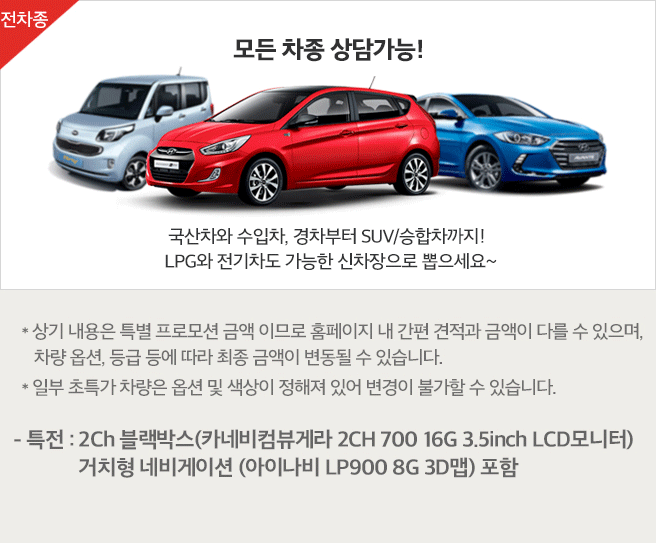 전차종
모든 차종 상담가능!
국산차와 수입차, 경차부터 SUV/승합차까지!
LPG와 전기차도 가능한 신차장으로 뽑으세요~
* 상기 내용은 특별 프로모션 금액 이므로 홈페이지 내 간편 견적과 금액이 다를 수 있으며,
차량 옵션, 등급 등에 따라 최종 금액이 변동될 수 있습니다.
* 일부 초특가 차량은 옵션 및 색상이 정해져 있어 변경이 불가할 수 있습니다.
- 특전 : 2Ch 블랙박스(카네비컴뷰게라 2CH 700 16G 3.5inch LCD모니터)
거치형 네비게이션 (아이나비 LP900 8G 3D맵) 포함